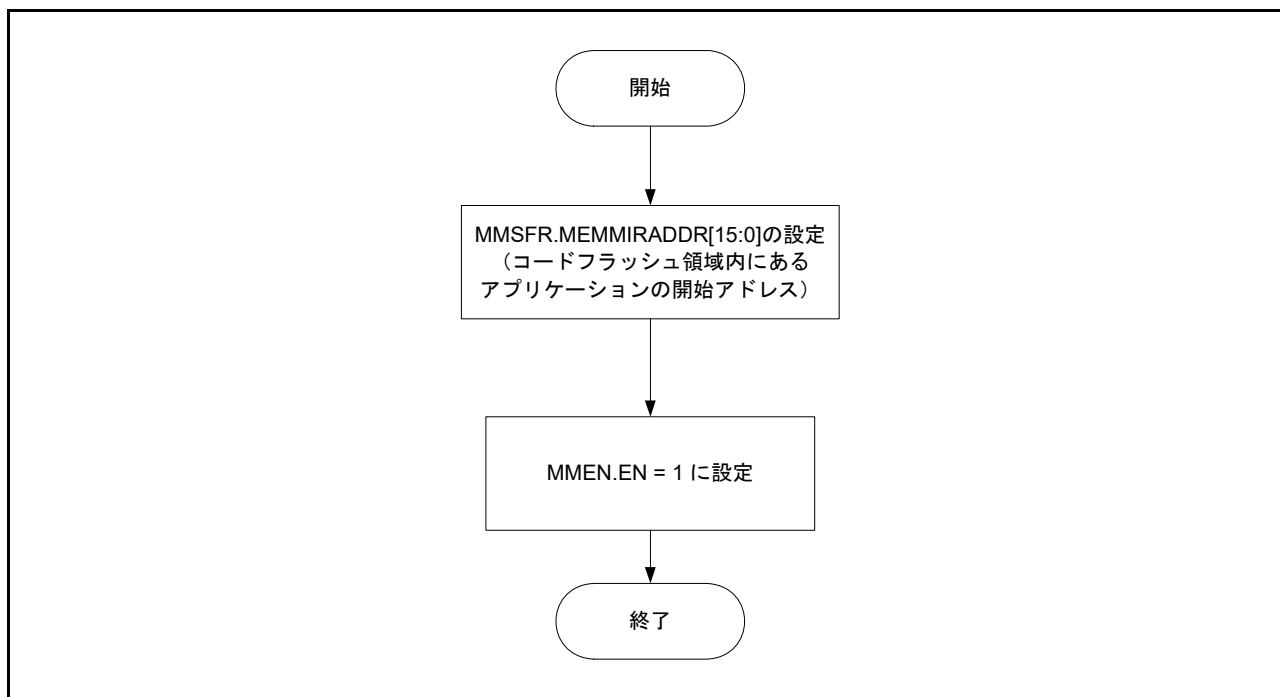 開始
MMSFR.MEMMIRADDR[15:0]の設定
（コードフラッシュ領域内にある
アプリケーションの開始アドレス）
MMEN.EN = 1 に設定
終了